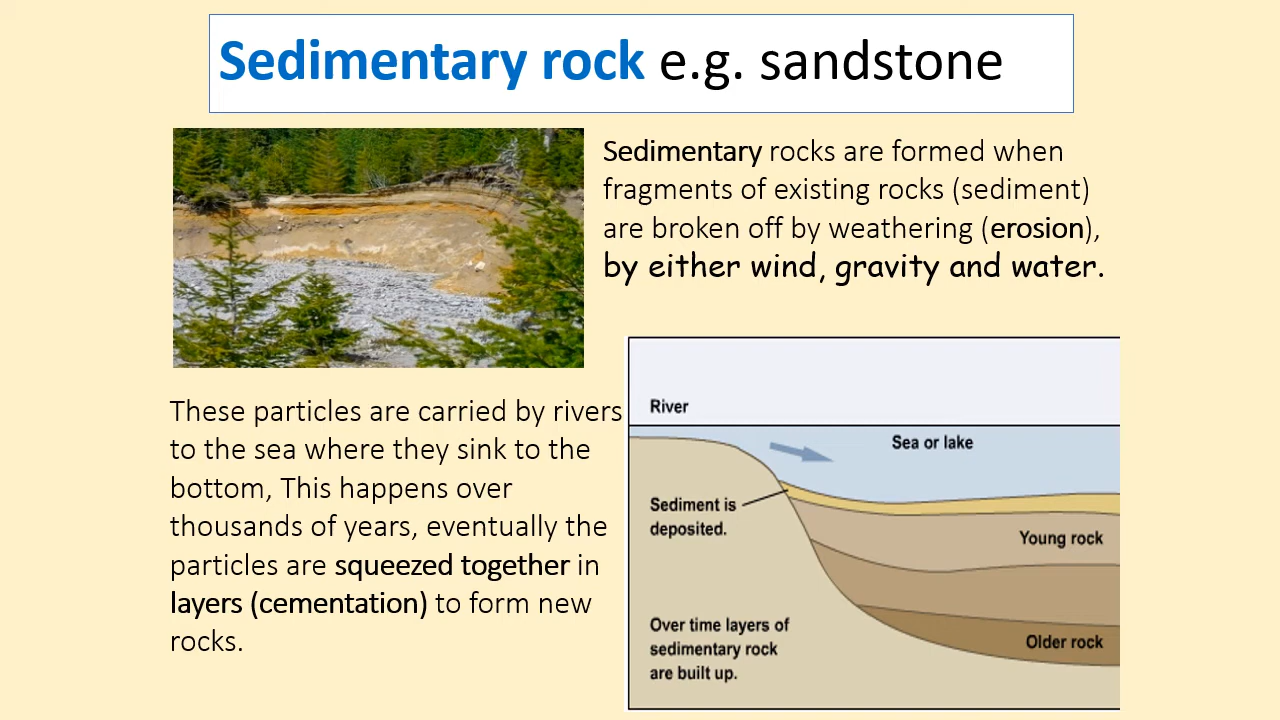 Sedimentary rock e.g. sandstone
Sedimentary rocks are formed when
fragments of existing rocks (sediment)
are broken off by weathering (erosion),
by either wind, gravity and water.
These particles are carried by rivers
to the sea where they sink to the
bottom, This happens over
thousands of years, eventually the
particles are squeezed together in
layers (cementation) to form new
rocks.
River
Sea or lake
Sediment is
deposited.
Young rock
Over time layers of
sedimentary rock
are built up.
Older rock